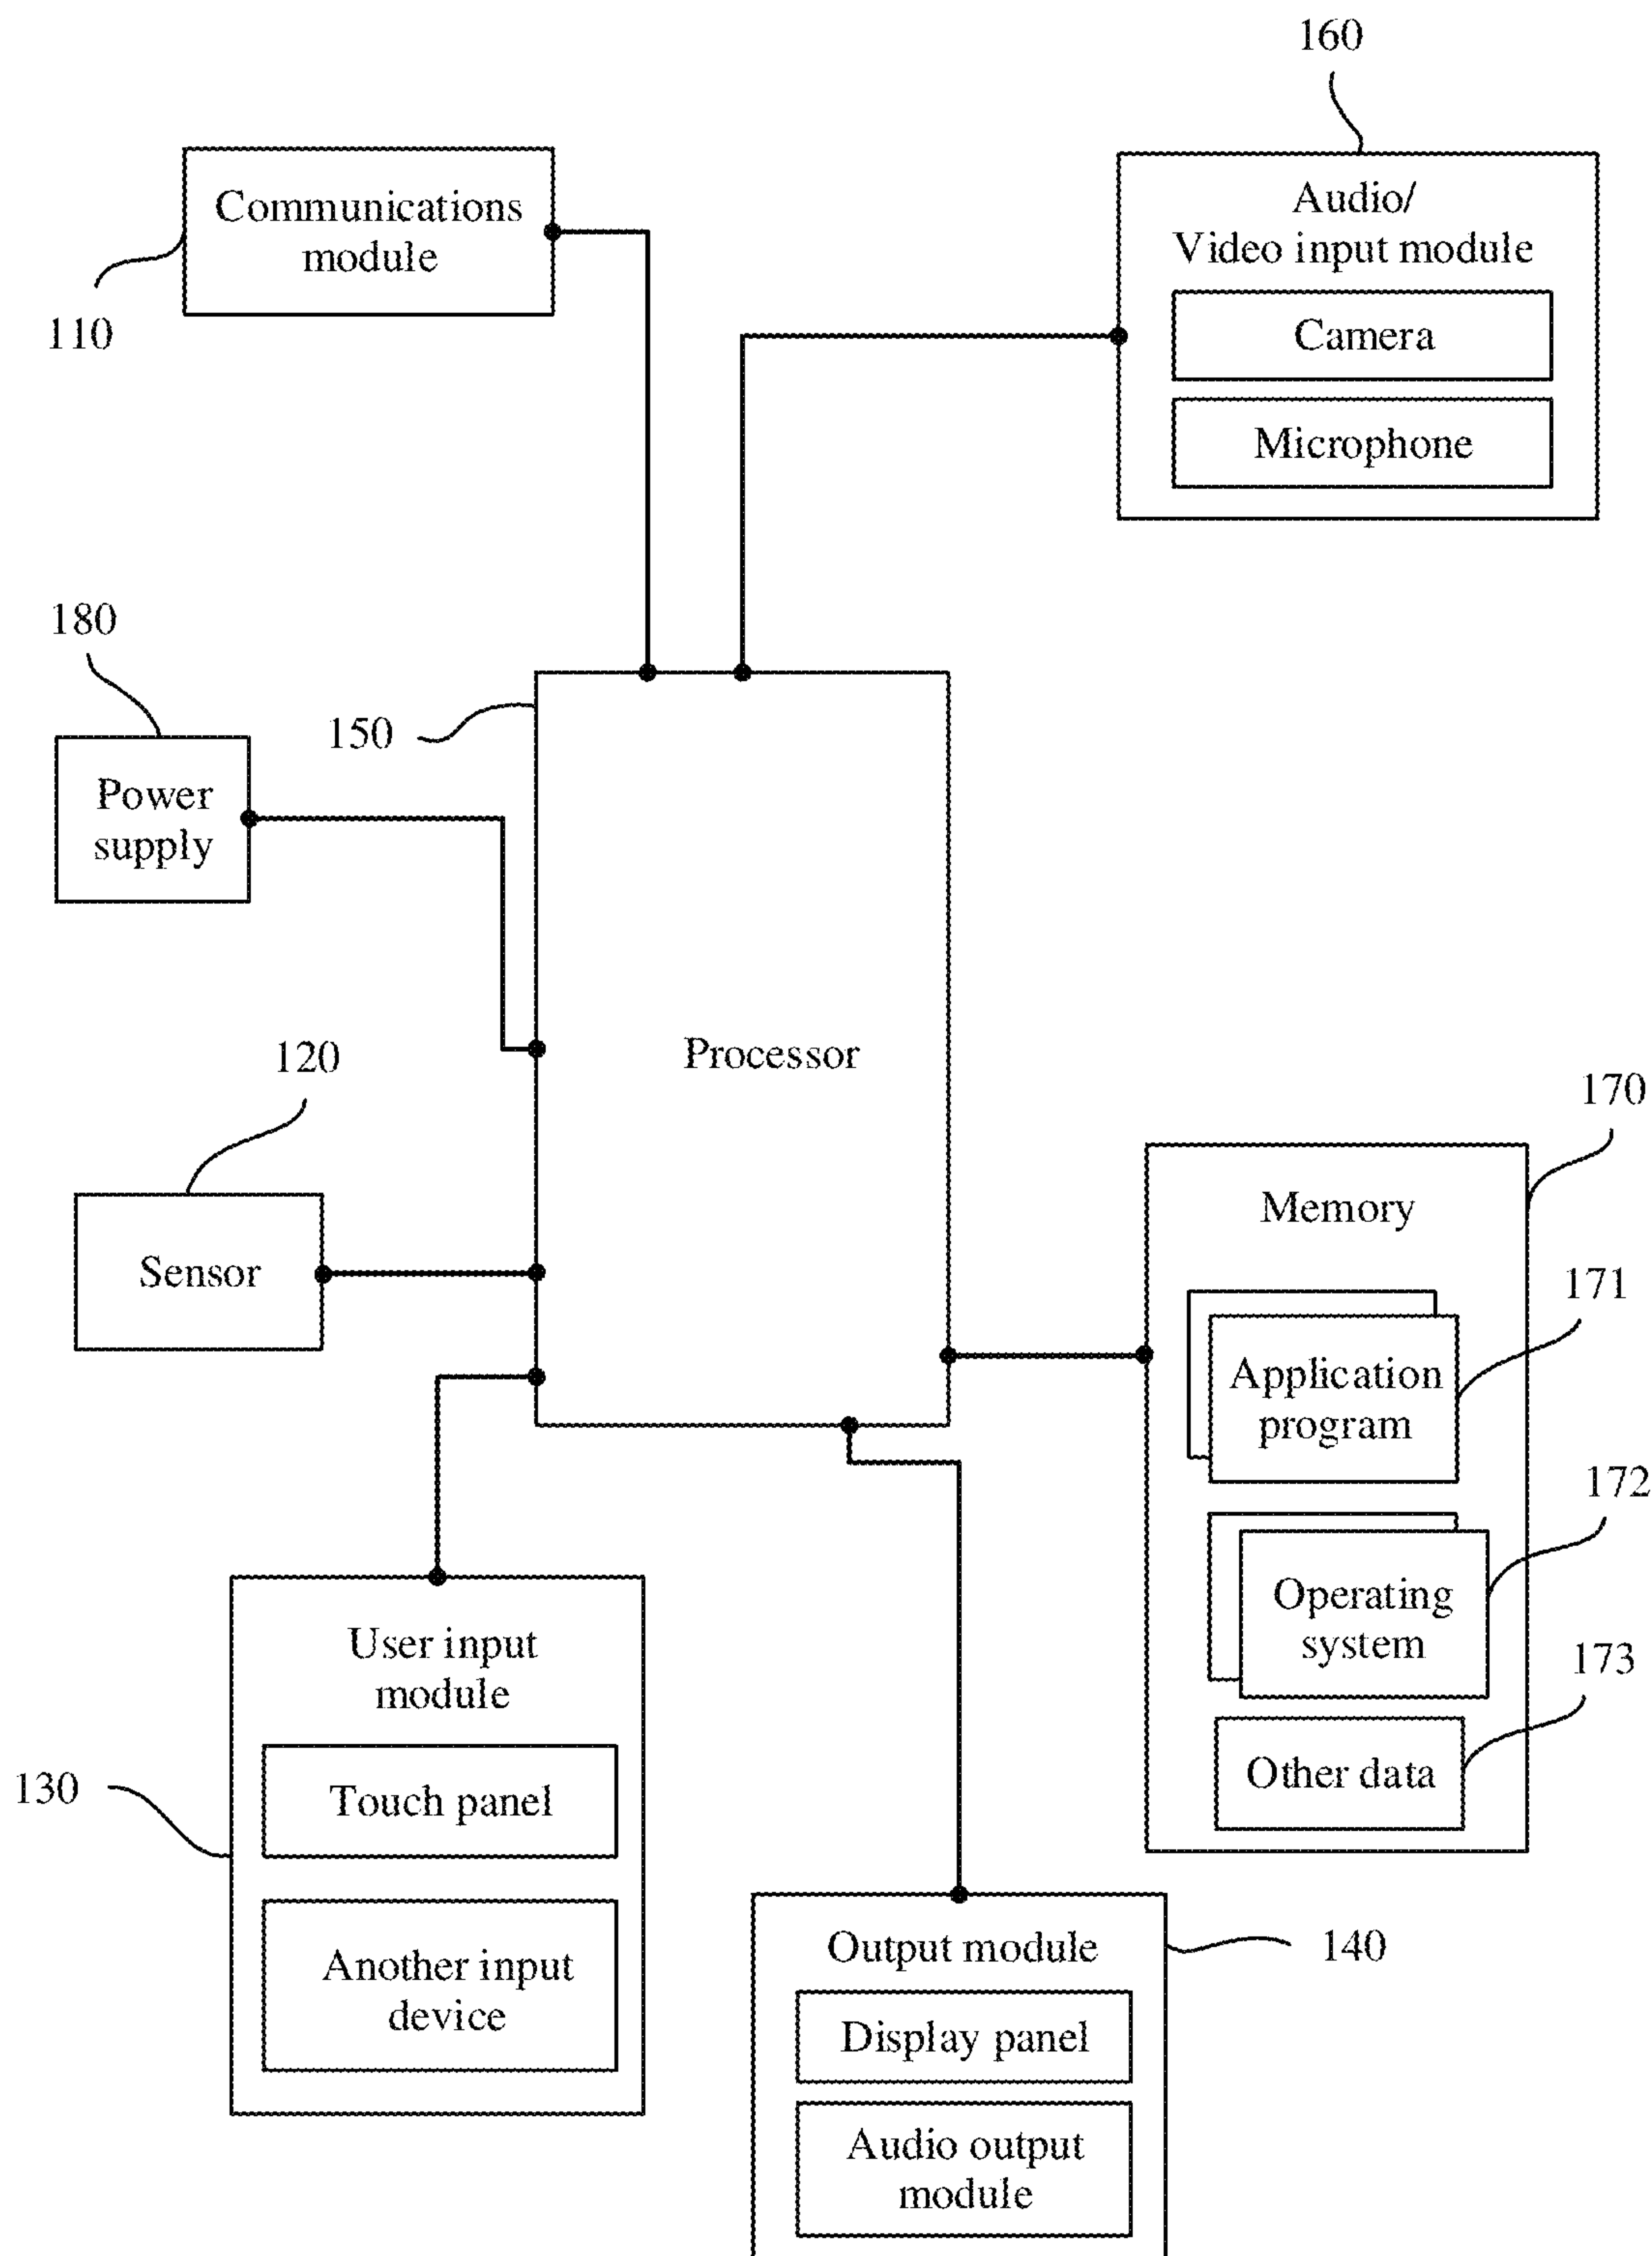 160
Communications
module
110
Audio/
Video input module
Camera
Microphone
180
Power
supply
150
Processor
120
Sensor
170
Memory
171
Application
program
172
Operating
system
173
Other data
User input
module
130
Touch panel
Another input
device
Output module
140
Display panel
Audio output
module